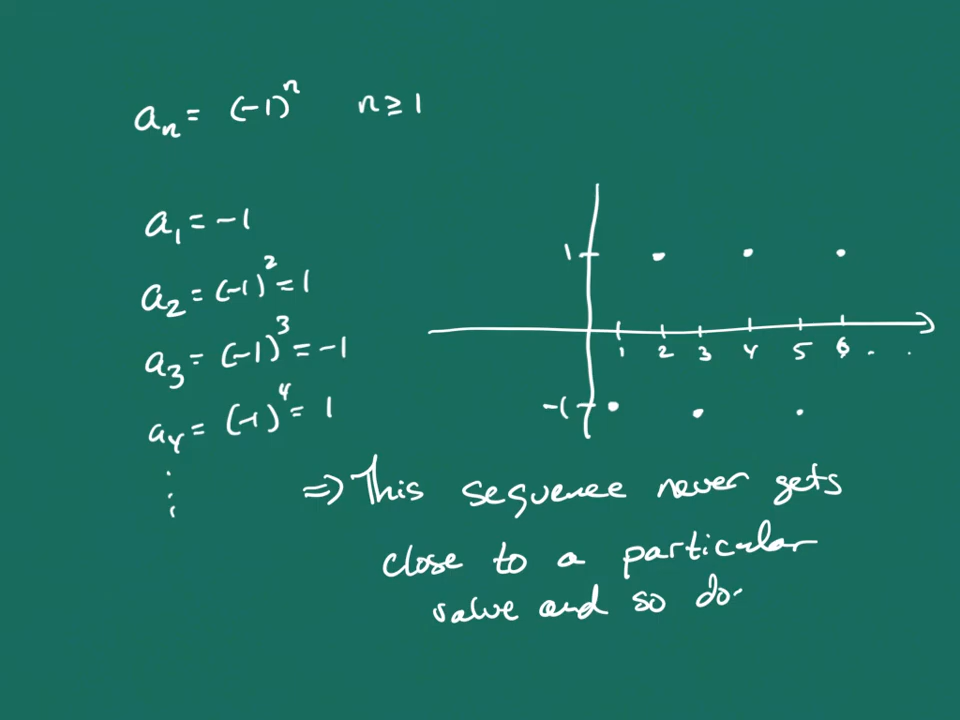 aₙ = (-1)ⁿ n ≥ 1
a₁ = -1
a₂ = (-1)² = 1
a₃ = (-1)³ = -1
a₄ = (-1)⁴ = 1
⋮
1
1 2 3 4 5 6 . .
-1
⇒ This sequence never gets
close to a particular
value and so do